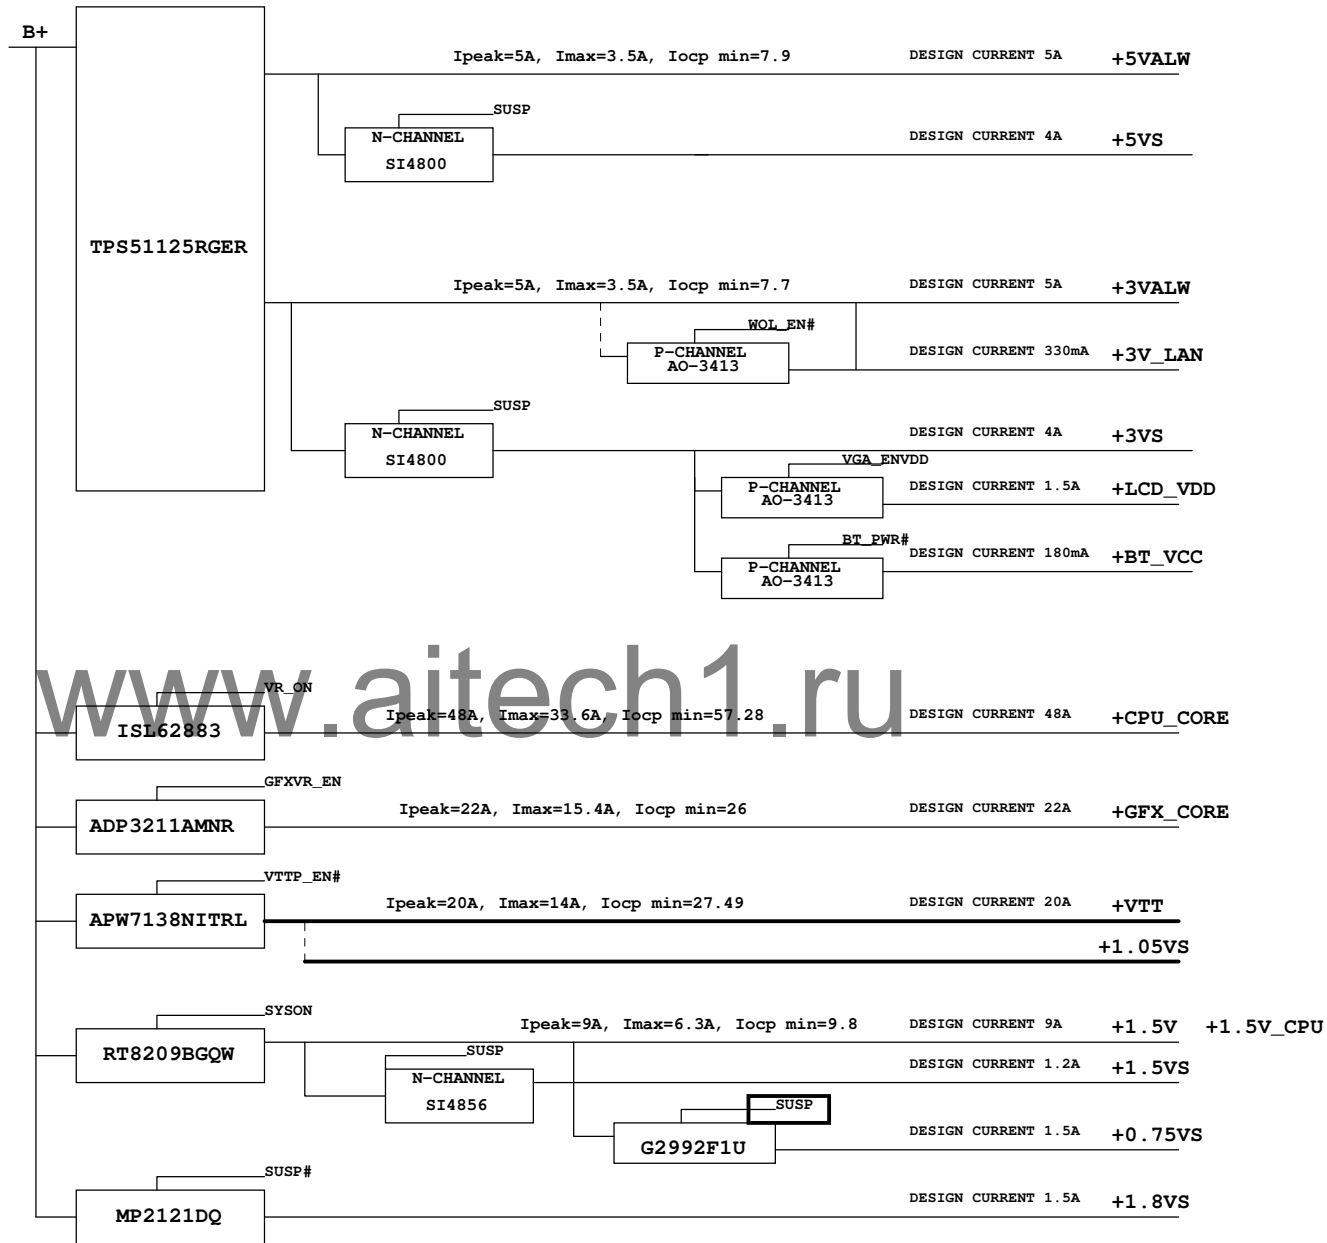 B+
Ipeak=5A, Imax=3.5A, Iocp min=7.9 DESIGN CURRENT 5A +5VALW
SUSP
N-CHANNEL
SI4800
DESIGN CURRENT 4A +5VS
TPS51125RGER
Ipeak=5A, Imax=3.5A, Iocp min=7.7 DESIGN CURRENT 5A +3VALW
WOL_EN#
P-CHANNEL
AO-3413
DESIGN CURRENT 330mA +3V_LAN
SUSP
N-CHANNEL
SI4800
DESIGN CURRENT 4A +3VS
VGA_ENVDD
P-CHANNEL
AO-3413
DESIGN CURRENT 1.5A +LCD_VDD
BT_PWR#
P-CHANNEL
AO-3413
DESIGN CURRENT 180mA +BT_VCC
www.aitech1.ru
VR_ON
ISL62883
Ipeak=48A, Imax=33.6A, Iocp min=57.28 DESIGN CURRENT 48A +CPU_CORE
GFXVR_EN
ADP3211AMNR
Ipeak=22A, Imax=15.4A, Iocp min=26 DESIGN CURRENT 22A +GFX_CORE
VTTP_EN#
APW7138NITRL
Ipeak=20A, Imax=14A, Iocp min=27.49 DESIGN CURRENT 20A +VTT
+1.05VS
SYSON
RT8209BGQW
Ipeak=9A, Imax=6.3A, Iocp min=9.8 DESIGN CURRENT 9A +1.5V +1.5V_CPU
SUSP
N-CHANNEL
SI4856
DESIGN CURRENT 1.2A +1.5VS
SUSP
G2992F1U
DESIGN CURRENT 1.5A +0.75VS
SUSP#
MP2121DQ
DESIGN CURRENT 1.5A +1.8VS